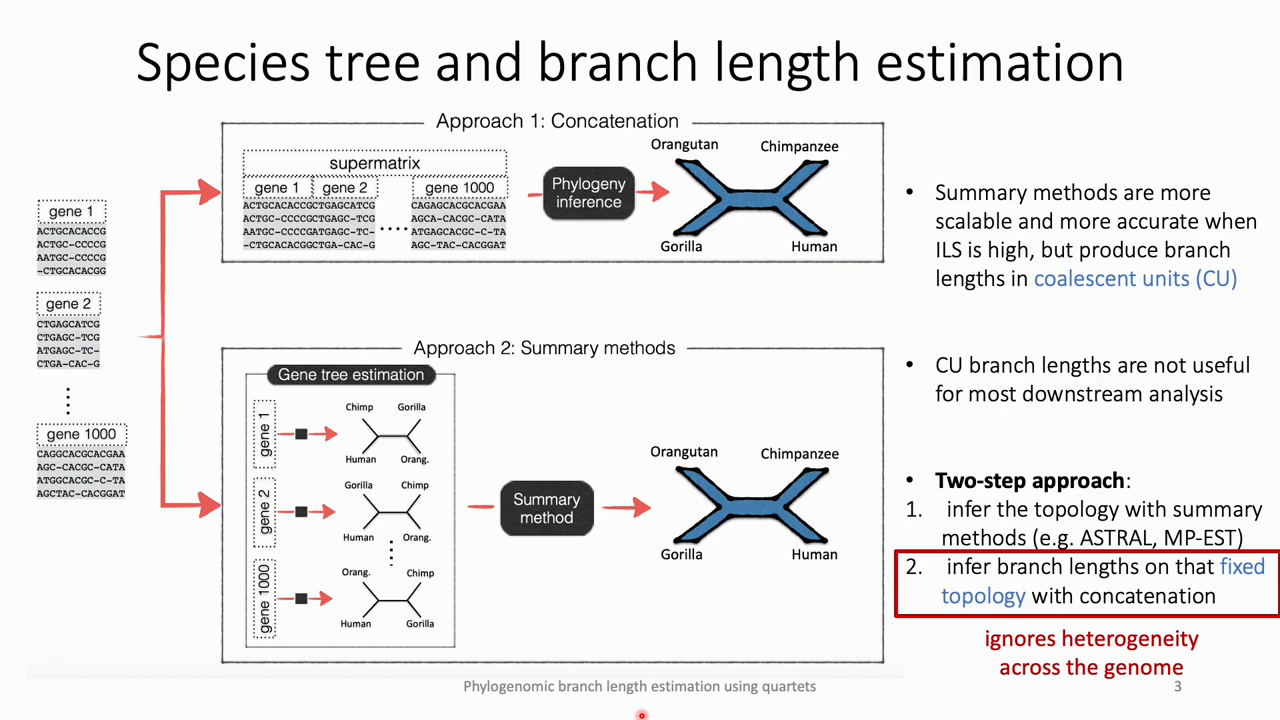 Species tree and branch length estimation
gene 1
ACTGCACACCG
ACTGC-CCCCG
AATGC-CCCCG
-CTGCACACGG
gene 2
CTGAGCATCG
CTGAGC-TCG
ATGAGC-TC-
CTGA-CAC-G
gene 1000
CAGGCACGCACGAA
AGC-CACGC-CATA
ATGGCACGC-C-TA
AGCTAC-CACGGAT
Approach 1: Concatenation
supermatrix
gene 1 gene 2 gene 1000
ACTGCACACCGCTGAGCATCG CAGAGCACGCACGAA
ACTGC-CCCCGCTGAGC-TCG AGCA-CACGC-CATA
AATGC-CCCCGATGAGC-TC- ATGAGCACGC-C-TA
-CTGCACACGGCTGA-CAC-G AGC-TAC-CACGGAT
Phylogeny
inference
Orangutan Chimpanzee
Gorilla Human
Approach 2: Summary methods
Gene tree estimation
gene 1
Chimp Gorilla
Human Orang.
gene 2
Gorilla Chimp
Human Orang.
gene 1000
Orang. Chimp
Human Gorilla
Summary
method
Orangutan Chimpanzee
Gorilla Human
• Summary methods are more
scalable and more accurate when
ILS is high, but produce branch
lengths in coalescent units (CU)
• CU branch lengths are not useful
for most downstream analysis
• Two-step approach:
1. infer the topology with summary
methods (e.g. ASTRAL, MP-EST)
2. infer branch lengths on that fixed
topology with concatenation
ignores heterogeneity
across the genome
Phylogenomic branch length estimation using quartets
3